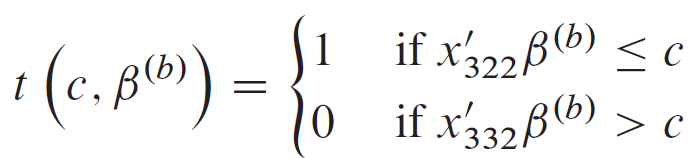 t(c, β^(b)) = { 1 if x′_322 β^(b) ≤ c
0 if x′_332 β^(b) > c